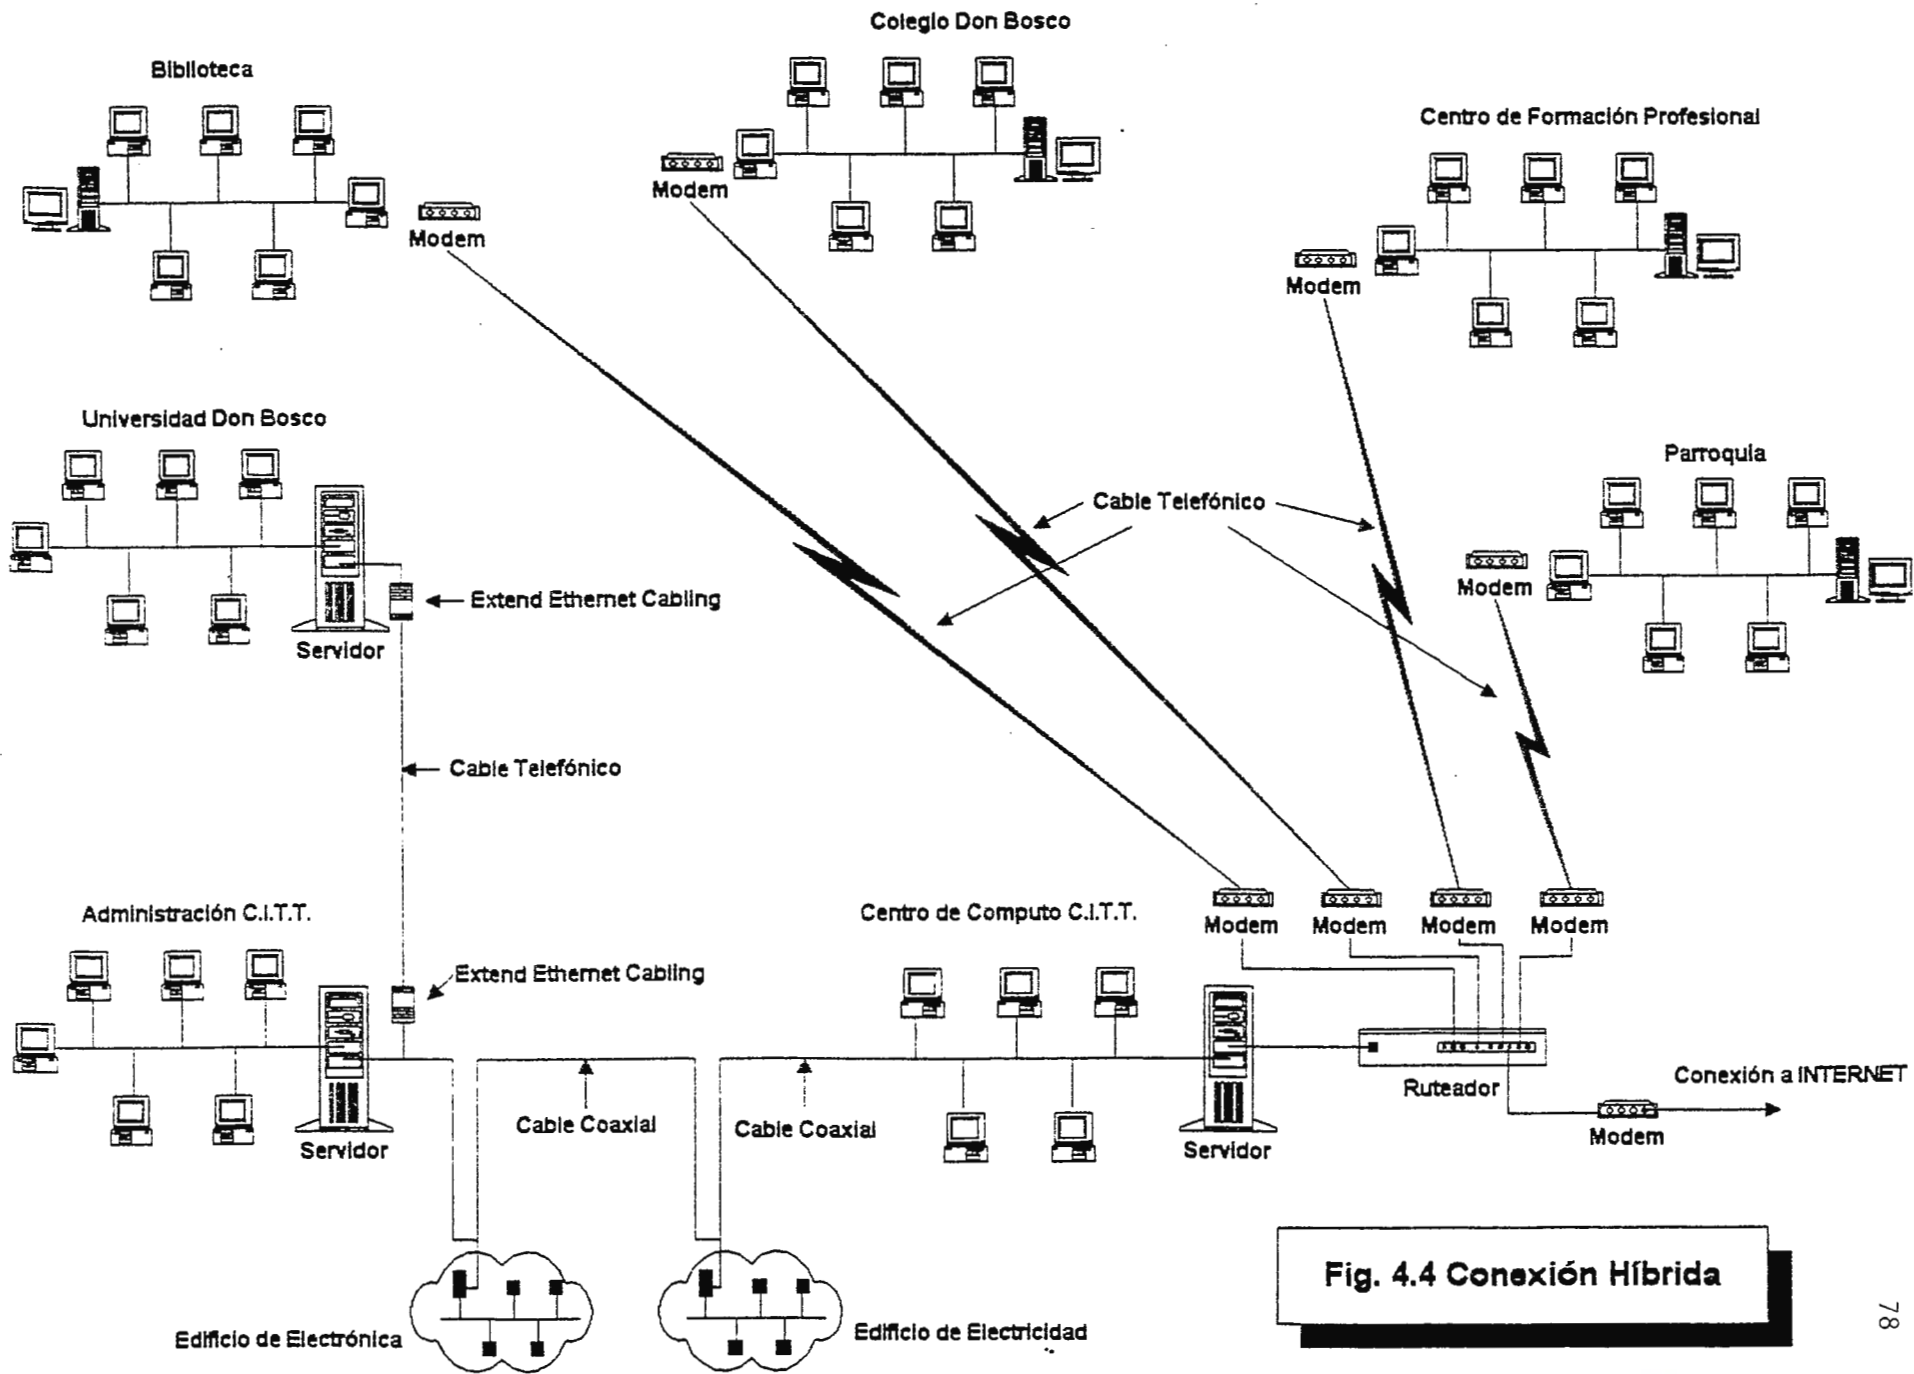 Colegio Don Bosco
Biblioteca
Centro de Formación Profesional
Modem
Modem
Modem
Universidad Don Bosco
Parroquia
Cable Telefónico
Modem
Extend Ethernet Cabling
Servidor
Cable Telefónico
Administración C.I.T.T.
Centro de Computo C.I.T.T.
Modem
Modem
Modem
Modem
Extend Ethernet Cabling
Ruteador
Conexión a INTERNET
Cable Coaxial
Cable Coaxial
Modem
Servidor
Servidor
Fig. 4.4 Conexión Híbrida
Edificio de Electrónica
Edificio de Electricidad
78